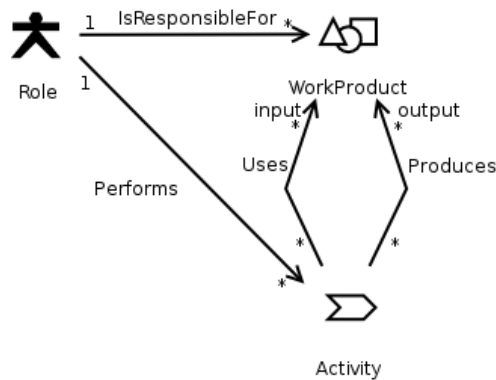 1 IsResponsibleFor *
Role
WorkProduct
1
input
*
output
*
Uses
Produces
Performs
*
*
*
Activity